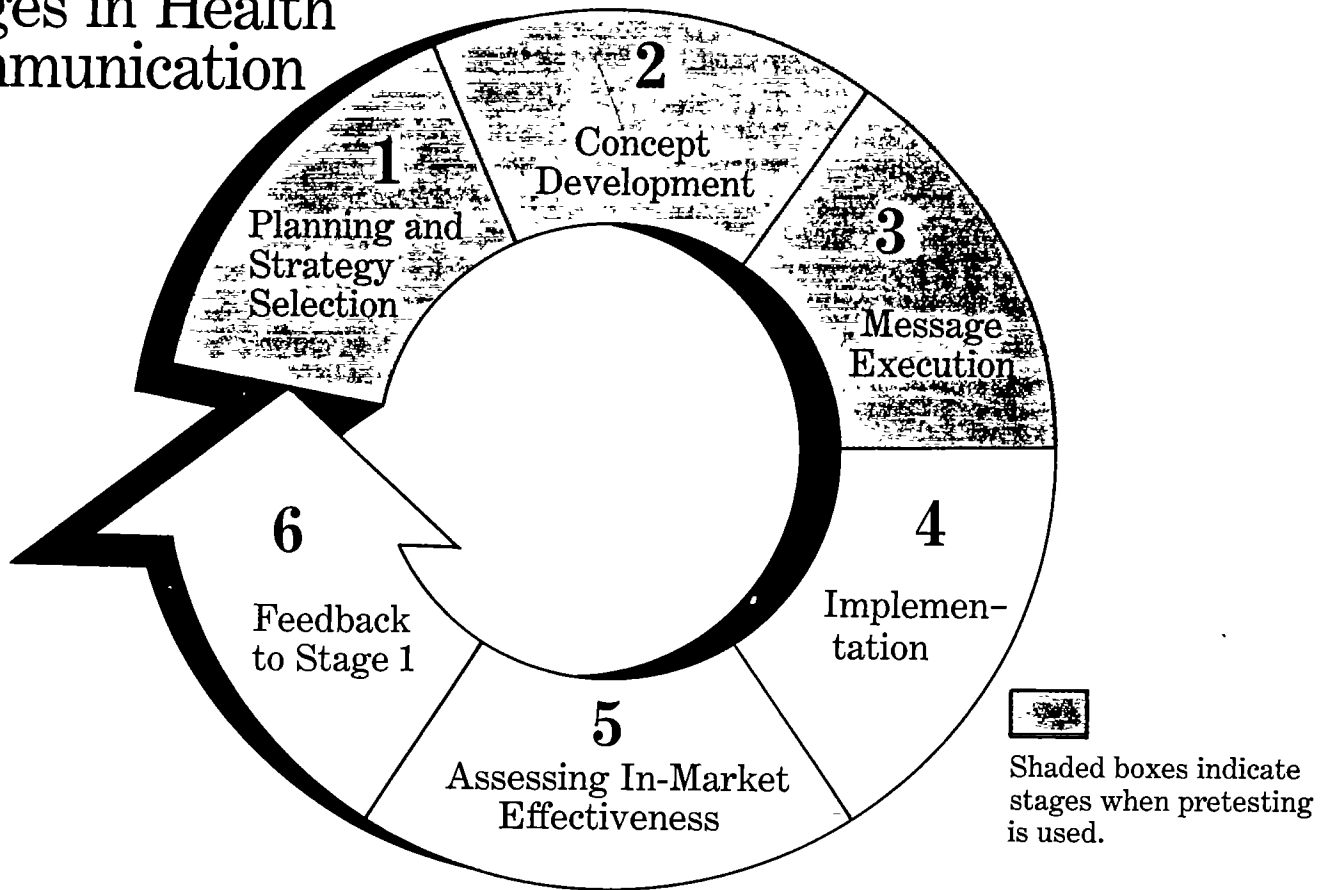 ges in Health
mmunication
1
Planning and
Strategy
Selection
2
Concept
Development
3
Message
Execution
4
Implemen-
tation
5
Assessing In-Market
Effectiveness
6
Feedback
to Stage 1
Shaded boxes indicate
stages when pretesting
is used.